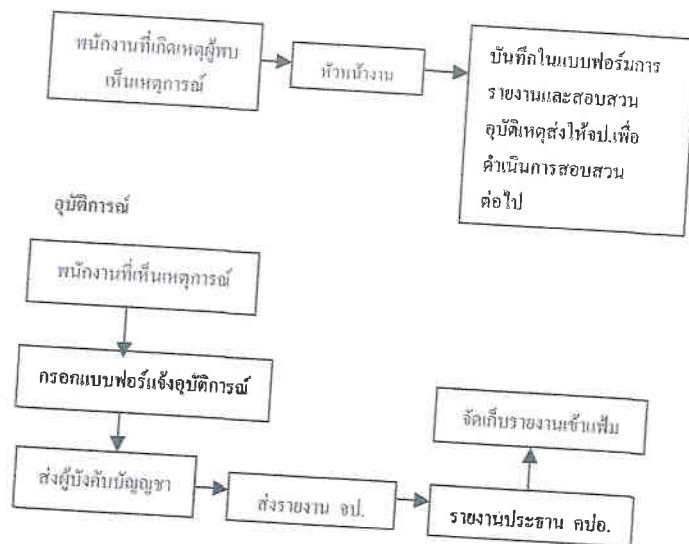 พนักงานที่เกิดเหตุผู้พบ
เห็นเหตุการณ์
หัวหน้างาน
บันทึกในแบบฟอร์มการ
รายงานและสอบสวน
อุบัติเหตุส่งให้จป.เพื่อ
ดำเนินการสอบสวน
ต่อไป
อุบัติการณ์
พนักงานที่เห็นเหตุการณ์
กรอกแบบฟอร์แจ้งอุบัติการณ์
ส่งผู้บังคับบัญญชา
ส่งรายงาน จป.
รายงานประธาน คปอ.
จัดเก็บรายงานเข้าแฟ้ม